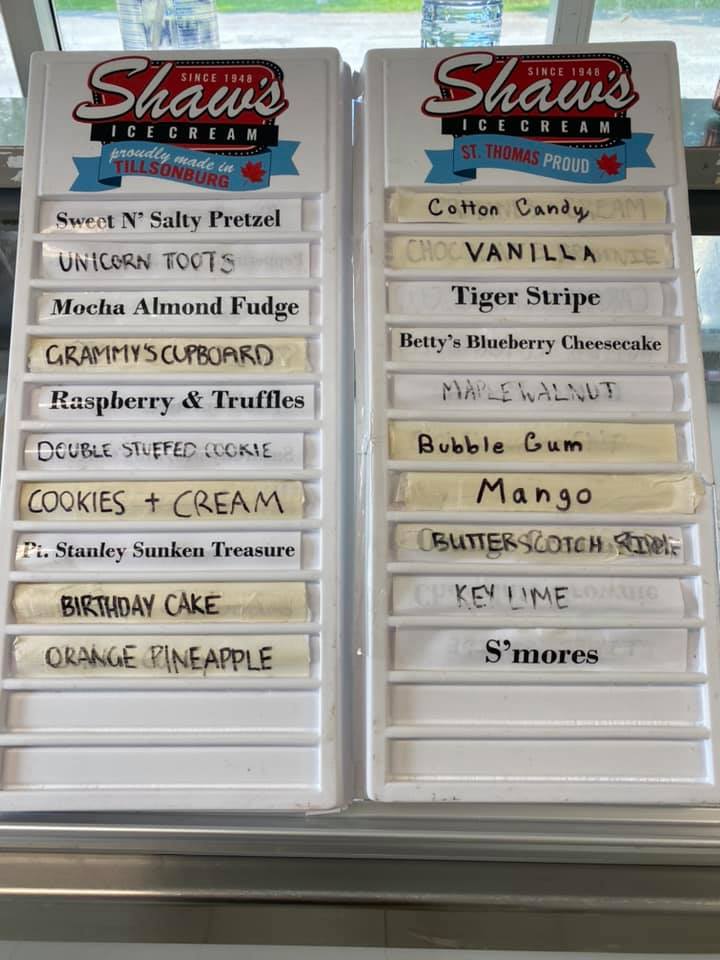 SINCE 1948
Shaw's
ICE CREAM
proudly made in
TILLSONBURG
Sweet N' Salty Pretzel
UNICORN TOOTS
Mocha Almond Fudge
GRAMMY'S CUPBOARD
Raspberry & Truffles
DOUBLE STUFFED COOKIE
COOKIES + CREAM
Pt. Stanley Sunken Treasure
BIRTHDAY CAKE
ORANGE PINEAPPLE
SINCE 1948
Shaw's
ICE CREAM
ST. THOMAS PROUD
Cotton Candy
VANILLA
Tiger Stripe
Betty's Blueberry Cheesecake
MAPLE WALNUT
Bubble Gum
Mango
BUTTERSCOTCH RIPPLE
KEY LIME
S'mores